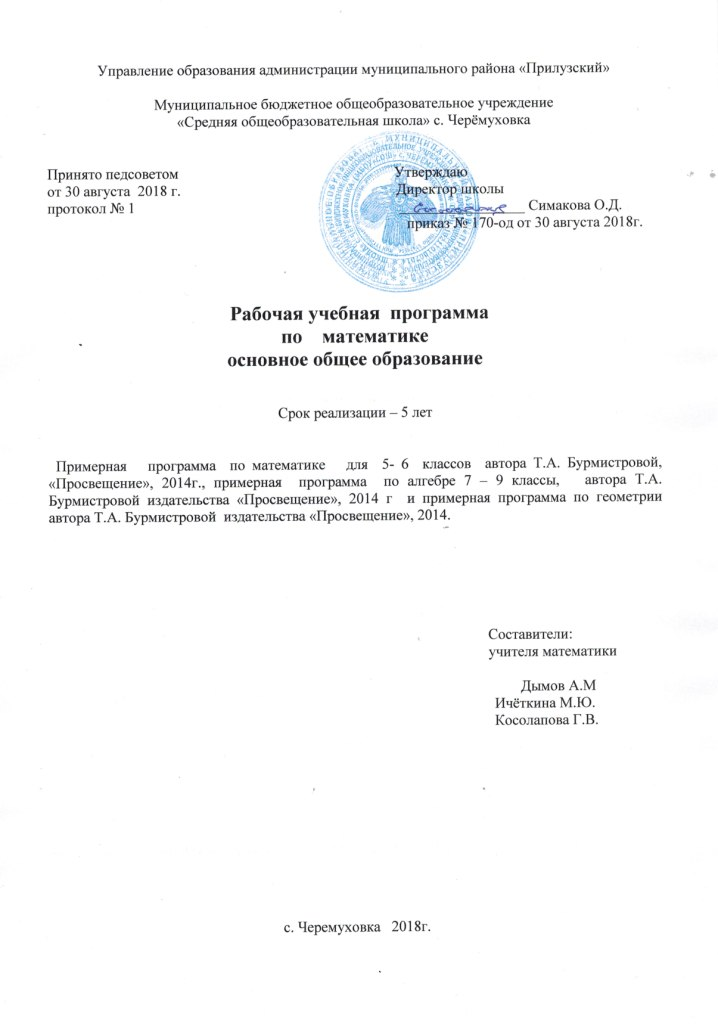 Управление образования администрации муниципального района «Прилузский»
Муниципальное бюджетное общеобразовательное учреждение
«Средняя общеобразовательная школа» с. Черёмуховка
Принято педсоветом
от 30 августа 2018 г.
протокол № 1
Утверждаю
Директор школы
Симакова О.Д.
приказ № 170-од от 30 августа 2018г.
Рабочая учебная программа
по математике
основное общее образование
Срок реализации – 5 лет
Примерная программа по математике для 5- 6 классов автора Т.А. Бурмистровой,
«Просвещение», 2014г., примерная программа по алгебре 7 – 9 классы, автора Т.А.
Бурмистровой издательства «Просвещение», 2014 г и примерная программа по геометрии
автора Т.А. Бурмистровой издательства «Просвещение», 2014.
Составители:
учителя математики
Дымов А.М
Ичёткина М.Ю.
Косолапова Г.В.
с. Черемуховка 2018г.